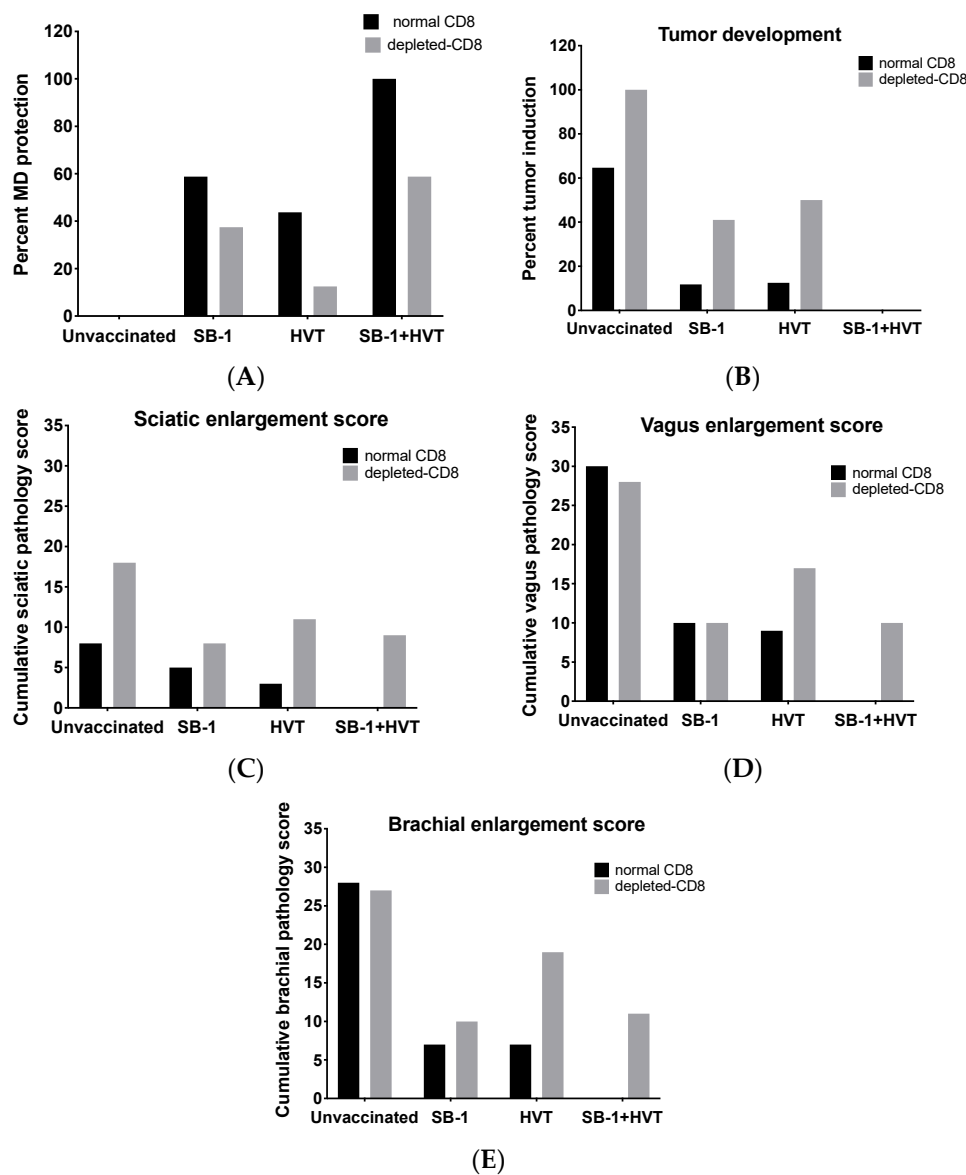 normal CD8
depleted-CD8
Percent MD protection
120
100
80
60
40
20
0
Unvaccinated SB-1 HVT SB-1+HVT
(A)
Tumor development
normal CD8
depleted-CD8
Percent tumor induction
120
100
80
60
40
20
0
Unvaccinated SB-1 HVT SB-1+HVT
(B)
Sciatic enlargement score
normal CD8
depleted-CD8
Cumulative sciatic pathology score
35
30
25
20
15
10
5
0
Unvaccinated SB-1 HVT SB-1+HVT
(C)
Vagus enlargement score
normal CD8
depleted-CD8
Cumulative vagus pathology score
35
30
25
20
15
10
5
0
Unvaccinated SB-1 HVT SB-1+HVT
(D)
Brachial enlargement score
normal CD8
depleted-CD8
Cumulative brachial pathology score
35
30
25
20
15
10
5
0
Unvaccinated SB-1 HVT SB-1+HVT
(E)